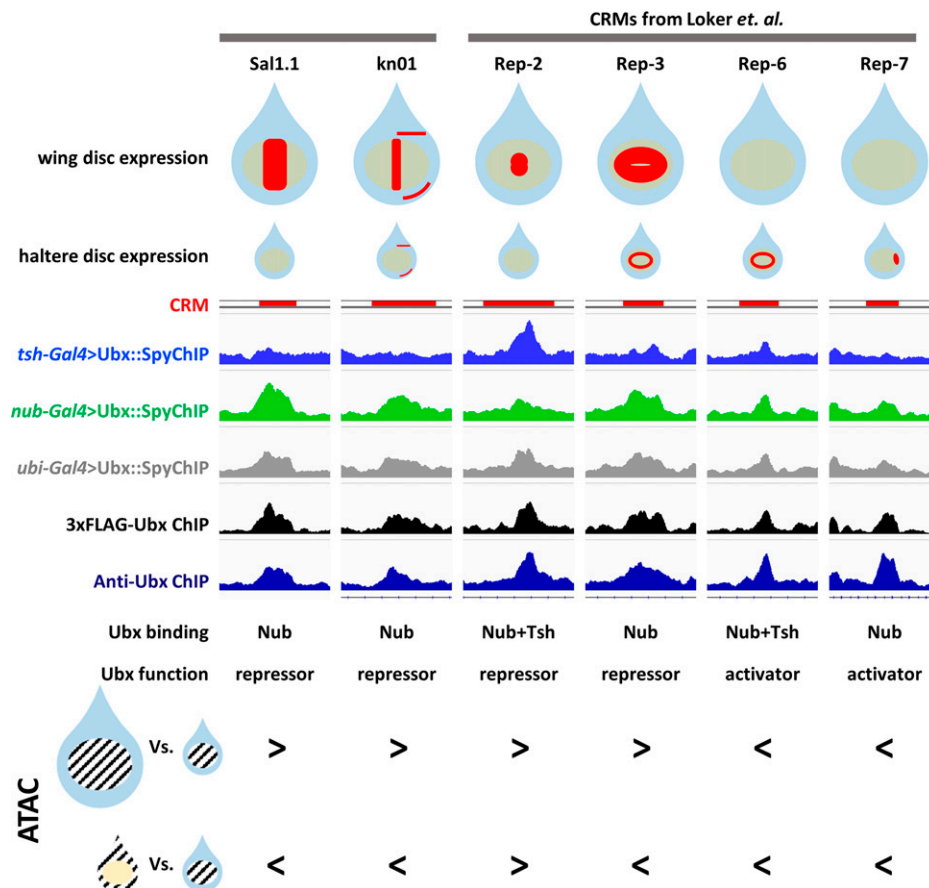 CRMs from Loker et. al.
Sal1.1 kn01 Rep-2 Rep-3 Rep-6 Rep-7
wing disc expression
haltere disc expression
CRM
tsh-Gal4>Ubx::SpyChIP
nub-Gal4>Ubx::SpyChIP
ubi-Gal4>Ubx::SpyChIP
3xFLAG-Ubx ChIP
Anti-Ubx ChIP
Ubx binding Nub Nub Nub+Tsh Nub Nub+Tsh Nub
Ubx function repressor repressor repressor repressor activator activator
ATAC
Vs. > > > > < <
Vs. < < > < < <